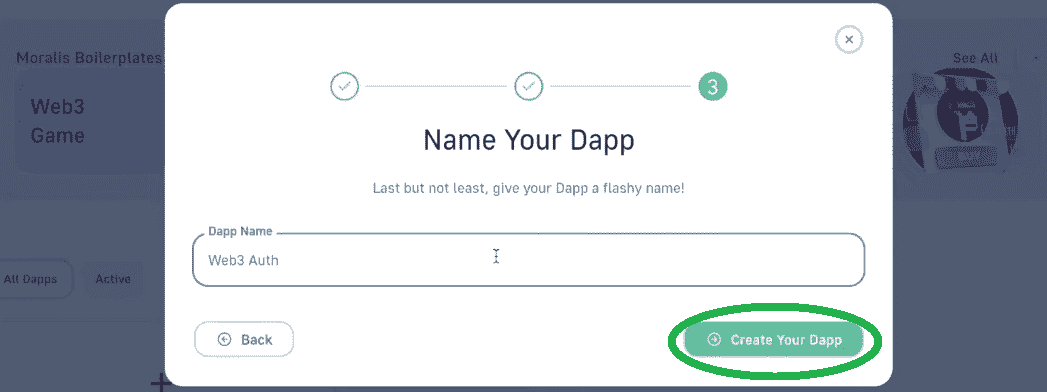 Moralis Boilerplates
See All
Web3
Game
3
Name Your Dapp
Last but not least, give your Dapp a flashy name!
Dapp Name
Web3 Auth
All Dapps
Active
Back
Create Your Dapp